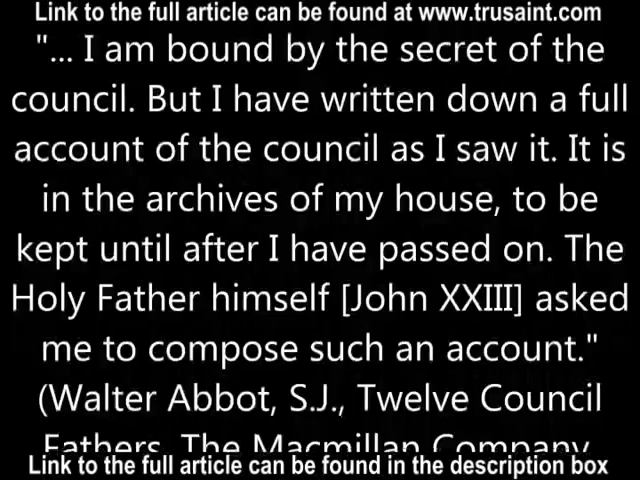 Link to the full article can be found at www.trusaint.com
"... I am bound by the secret of the
council. But I have written down a full
account of the council as I saw it. It is
in the archives of my house, to be
kept until after I have passed on. The
Holy Father himself [John XXIII] asked
me to compose such an account."
(Walter Abbot, S.J., Twelve Council
Fathers, The Macmillan Company,
Link to the full article can be found in the description box